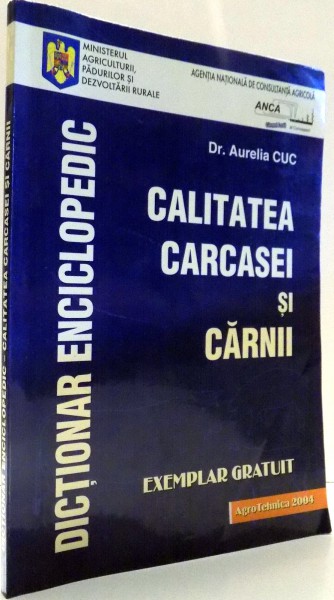 MINISTERUL
AGRICULTURII,
PĂDURILOR ȘI
DEZVOLTĂRII RURALE
AGENȚIA NAȚIONALĂ DE CONSULTANȚĂ AGRICOLĂ
ANCA
Dr. Aurelia CUC
DICȚIONAR ENCICLOPEDIC
CALITATEA
CARCASEI
ȘI
CĂRNII
EXEMPLAR GRATUIT
AgroTehnica 2004
ENCICLOPEDIC - CALITATEA CARCASEI ȘI CĂRNII